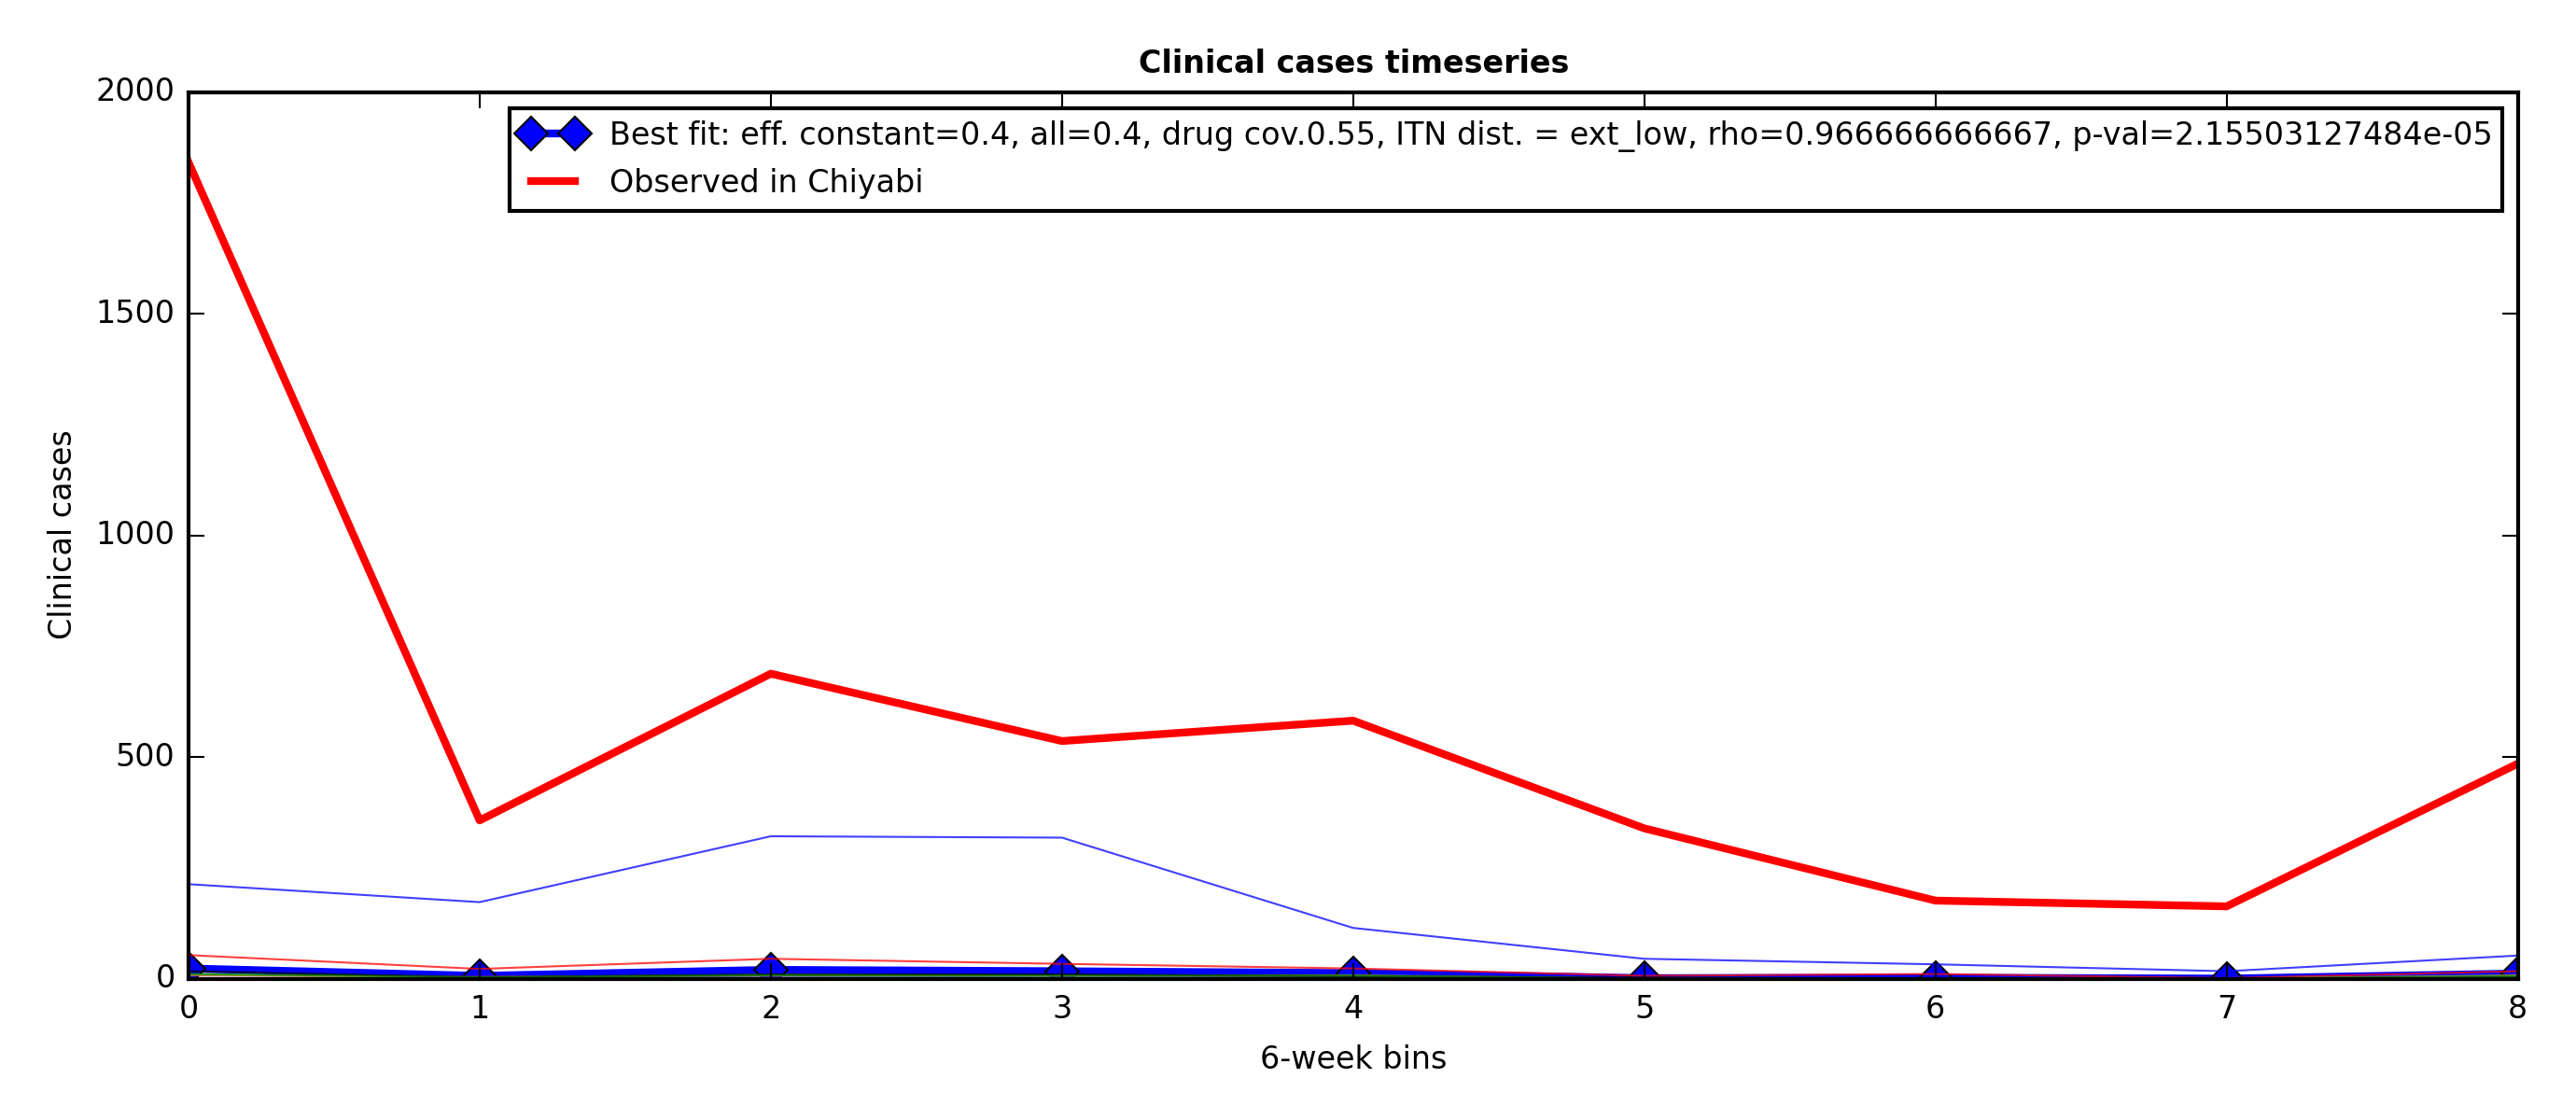 Clinical cases timeseries
2000
1500
1000
500
0
Clinical cases
Best fit: eff. constant=0.4, all=0.4, drug cov.0.55, ITN dist. = ext_low, rho=0.966666666667, p-val=2.15503127484e-05
Observed in Chiyabi
0 1 2 3 4 5 6 7 8
6-week bins